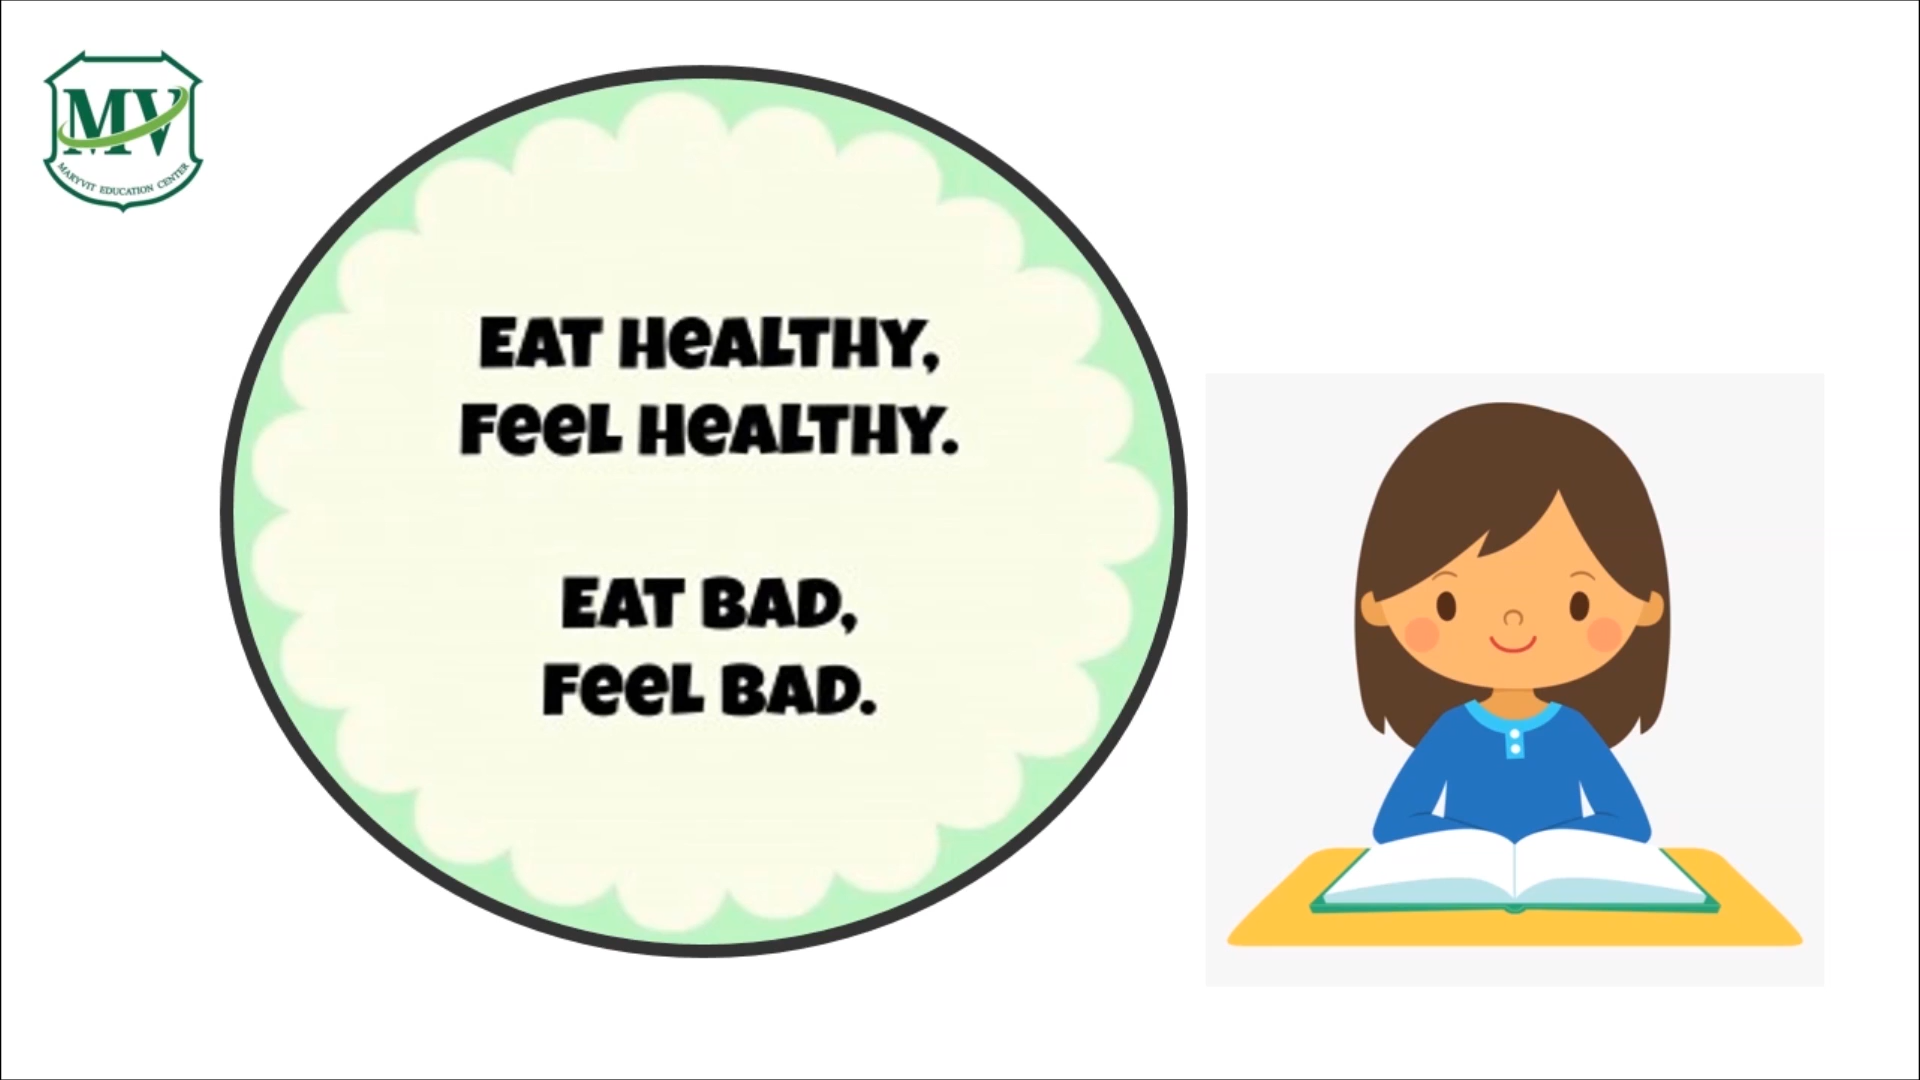 MV
MARYVIT EDUCATION CENTER
EAT HeALTHY,
FeeL HeALTHY.
EAT BAD,
FeeL BAD.